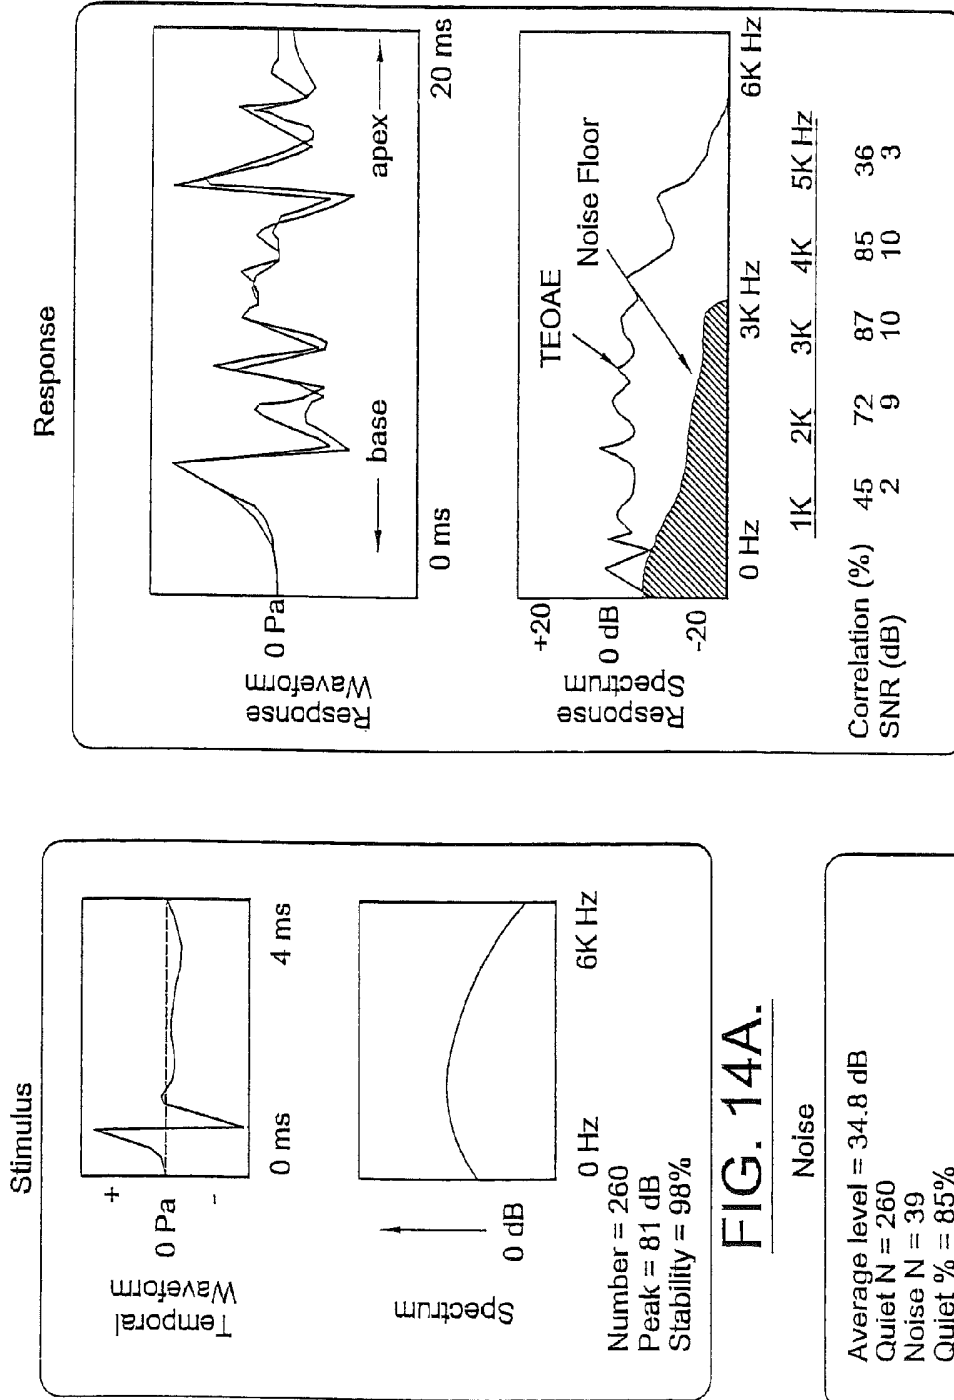 Stimulus
Temporal
Waveform
+
0 Pa
-
0 ms
4 ms
Spectrum
0 dB
0 Hz
6K Hz
Number = 260
Peak = 81 dB
Stability = 98%
FIG. 14A.
Noise
Average level = 34.8 dB
Quiet N = 260
Noise N = 39
Quiet % = 85%
Response
Response
Waveform
0 Pa
base
apex
0 ms
20 ms
Response
Spectrum
+20
0 dB
-20
TEOAE
Noise Floor
0 Hz
3K Hz
6K Hz
1K 2K 3K 4K 5K Hz
Correlation (%) 45 72 87 85 36
SNR (dB) 2 9 10 10 3